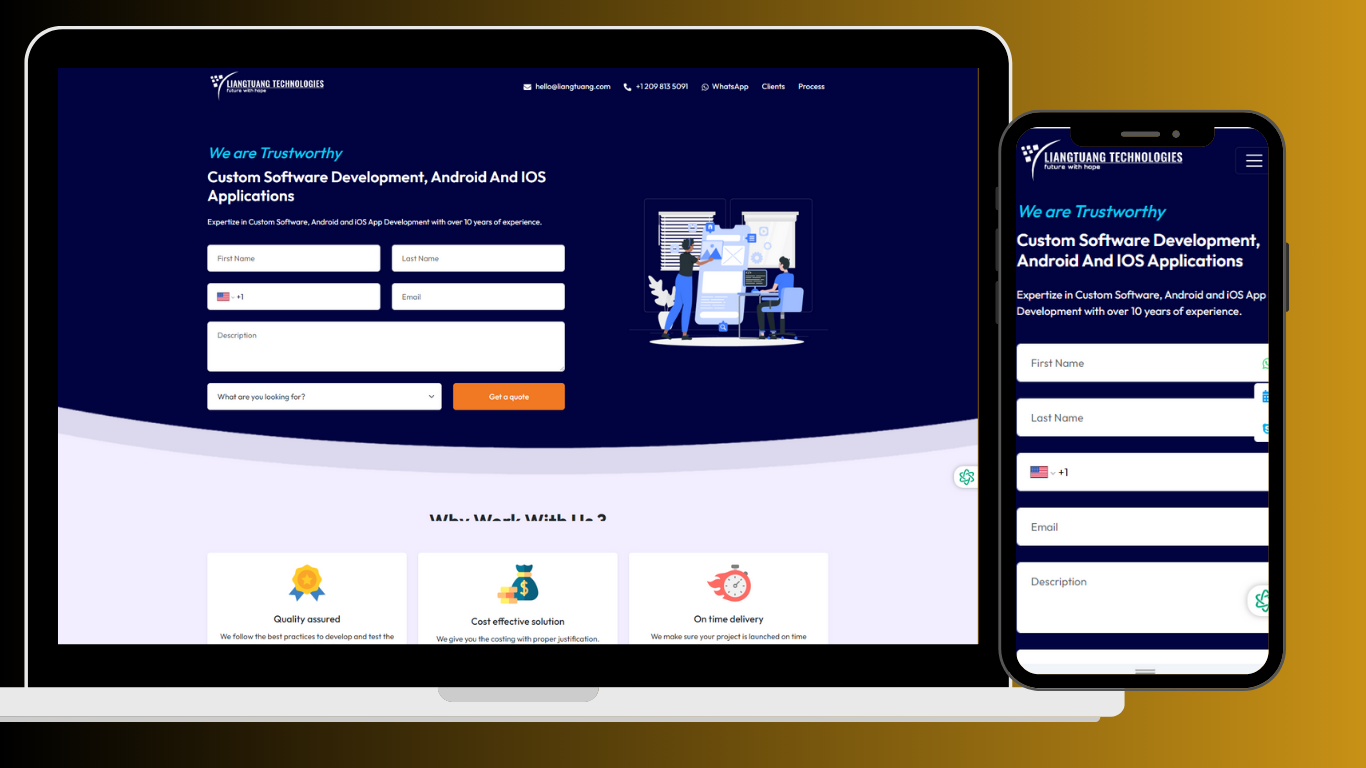 LIANGTUANG TECHNOLOGIES
future with hope
hello@liangtuang.com
+1 209 813 5091
WhatsApp
Clients
Process
We are Trustworthy
Custom Software Development, Android And IOS
Applications
Expertize in Custom Software, Android and iOS App Development with over 10 years of experience.
First Name
Last Name
+1
Email
Description
What are you looking for?
Get a quote
Why Work With Us ?
Quality assured
We follow the best practices to develop and test the
Cost effective solution
We give you the costing with proper justification.
On time delivery
We make sure your project is launched on time
LIANGTUANG TECHNOLOGIES
future with hope
We are Trustworthy
Custom Software Development,
Android And IOS Applications
Expertize in Custom Software, Android and iOS App
Development with over 10 years of experience.
First Name
Last Name
+1
Email
Description